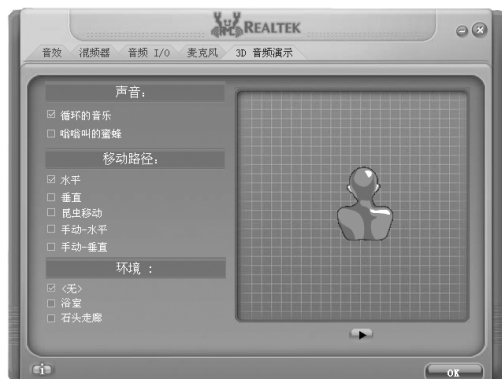 REALTEK
音效 混频器 音频 I/O 麦克风 3D 音频演示
声音：
循环的音乐
嗡嗡叫的蜜蜂
移动路径：
水平
垂直
昆虫移动
手动-水平
手动-垂直
环境 ：
<无>
浴室
石头走廊
i
OK